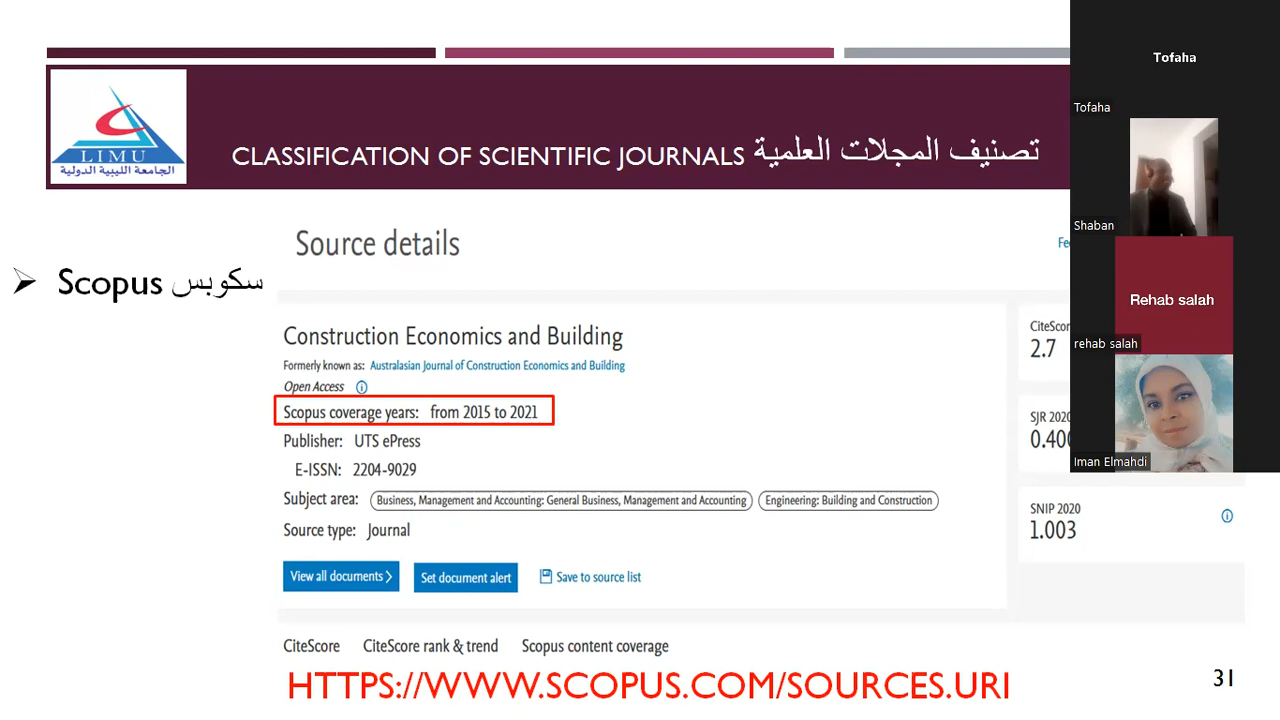 LIMU
الجامعة الليبية الدولية
CLASSIFICATION OF SCIENTIFIC JOURNALS تصنيف المجلات العلمية
Scopus سكوبس
Source details
Construction Economics and Building
Formerly known as: Australasian Journal of Construction Economics and Building
Open Access
Scopus coverage years: from 2015 to 2021
Publisher: UTS ePress
E-ISSN: 2204-9029
Subject area: Business, Management and Accounting: General Business, Management and Accounting Engineering: Building and Construction
Source type: Journal
View all documents >
Set document alert
Save to source list
CiteScore CiteScore rank & trend Scopus content coverage
HTTPS://WWW.SCOPUS.COM/SOURCES.URI
31
2.7
SJR 2020
SNIP 2020
1.003
Tofaha
Tofaha
Shaban
Rehab salah
rehab salah
Iman Elmahdi